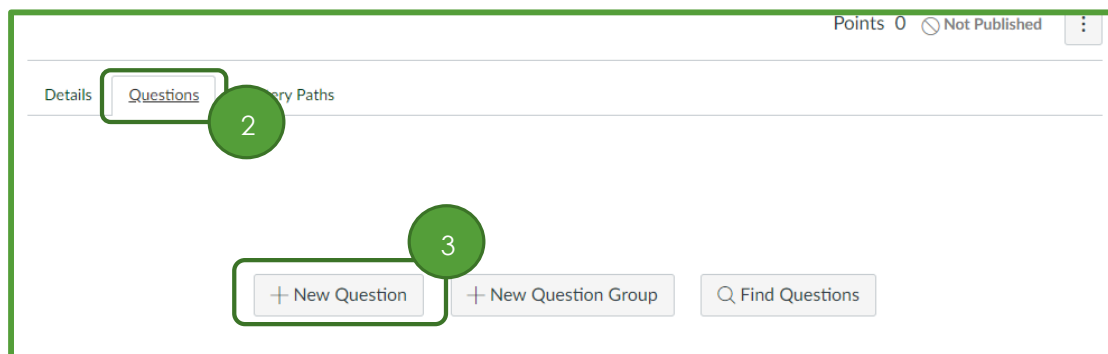 Points 0 Not Published
Details Questions ery Paths
2
3
+ New Question + New Question Group Find Questions